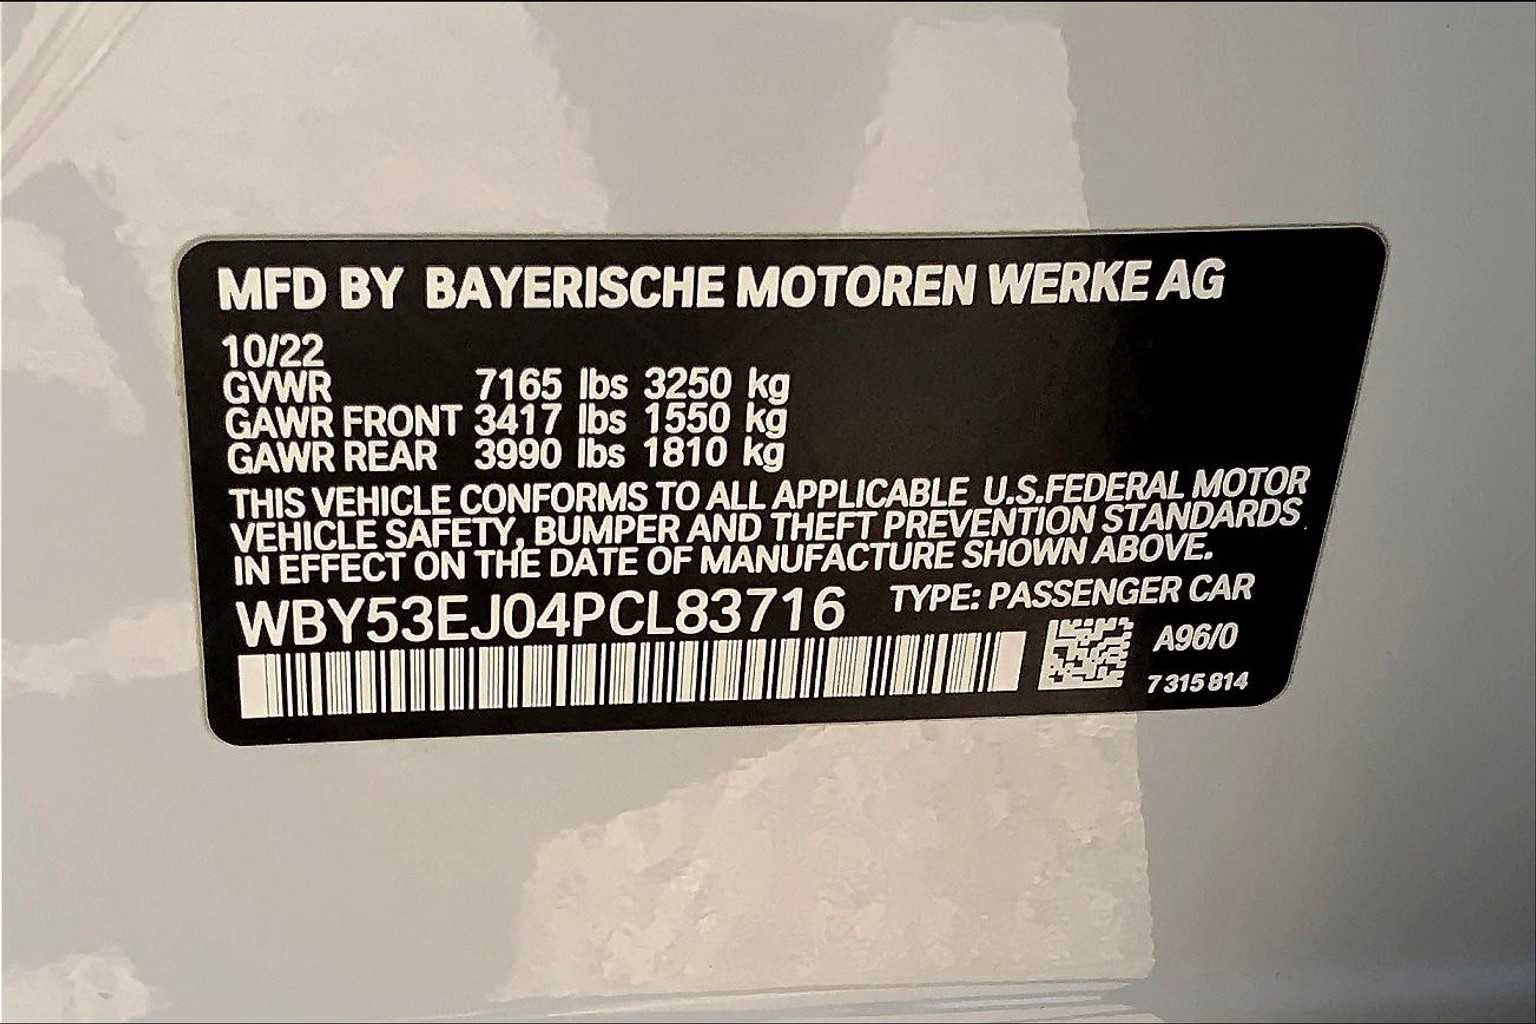 MFD BY BAYERISCHE MOTOREN WERKE AG
10/22
GVWR 7165 lbs 3250 kg
GAWR FRONT 3417 lbs 1550 kg
GAWR REAR 3990 lbs 1810 kg
THIS VEHICLE CONFORMS TO ALL APPLICABLE U.S.FEDERAL MOTOR
VEHICLE SAFETY, BUMPER AND THEFT PREVENTION STANDARDS
IN EFFECT ON THE DATE OF MANUFACTURE SHOWN ABOVE.
WBY53EJ04PCL83716 TYPE: PASSENGER CAR
A96/0
7 315 814